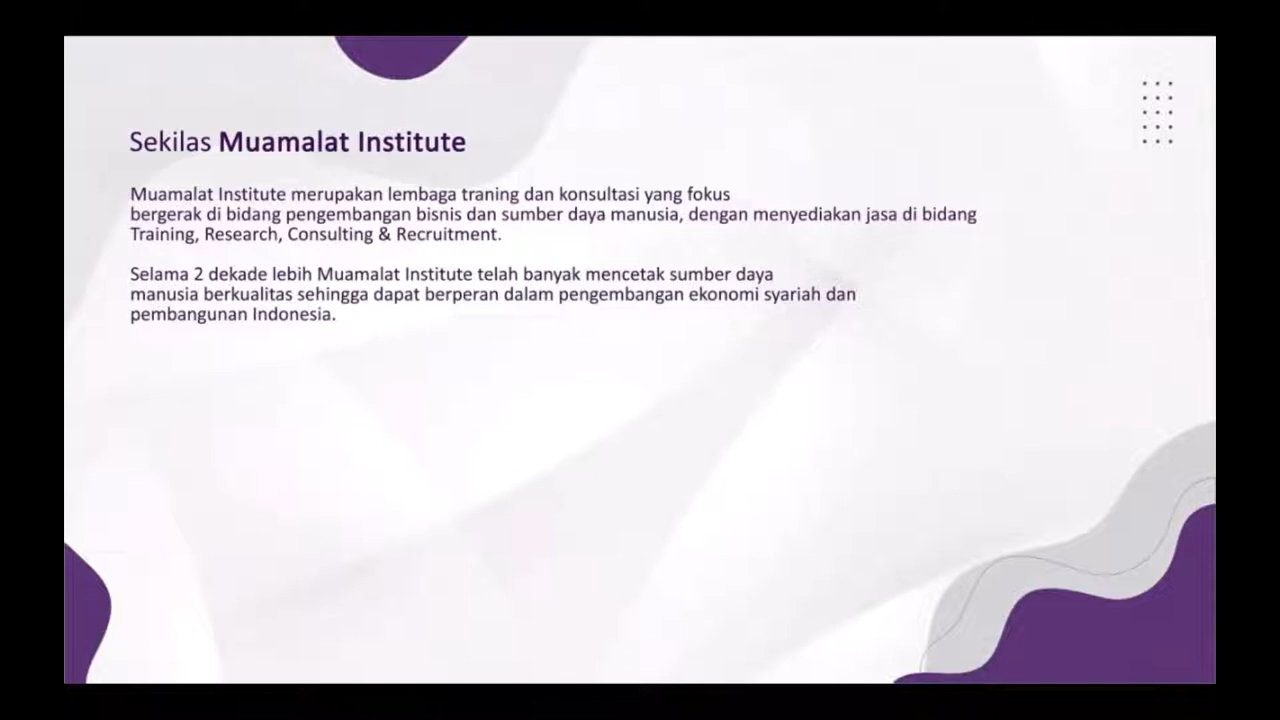 Sekilas Muamalat Institute
Muamalat Institute merupakan lembaga traning dan konsultasi yang fokus
bergerak di bidang pengembangan bisnis dan sumber daya manusia, dengan menyediakan jasa di bidang
Training, Research, Consulting & Recruitment.
Selama 2 dekade lebih Muamalat Institute telah banyak mencetak sumber daya
manusia berkualitas sehingga dapat berperan dalam pengembangan ekonomi syariah dan
pembangunan Indonesia.